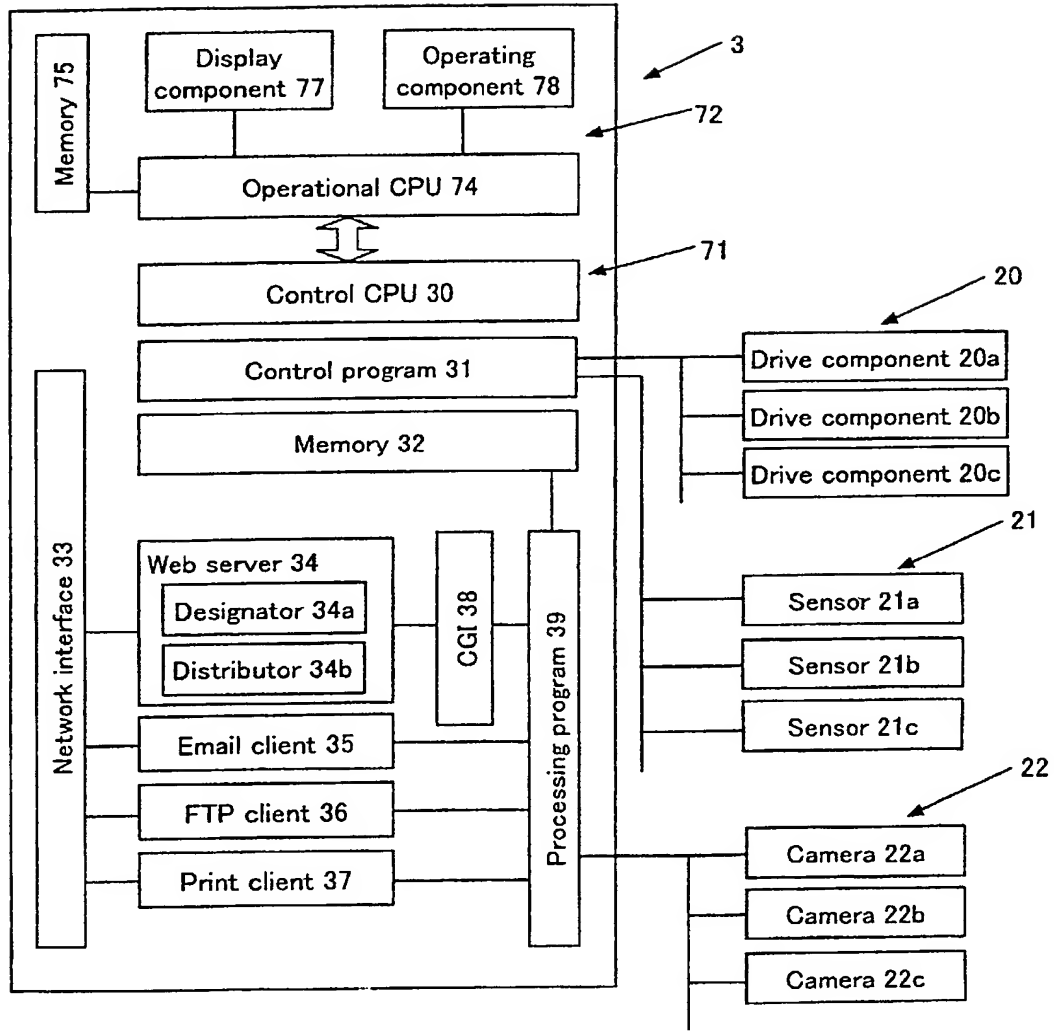 3
Memory 75
Display
component 77
Operating
component 78
72
Operational CPU 74
71
Control CPU 30
20
Control program 31
Drive component 20a
Drive component 20b
Memory 32
Drive component 20c
Network interface 33
Web server 34
Designator 34a
Distributor 34b
CGI 38
Processing program 39
21
Sensor 21a
Sensor 21b
Sensor 21c
Email client 35
FTP client 36
Print client 37
22
Camera 22a
Camera 22b
Camera 22c